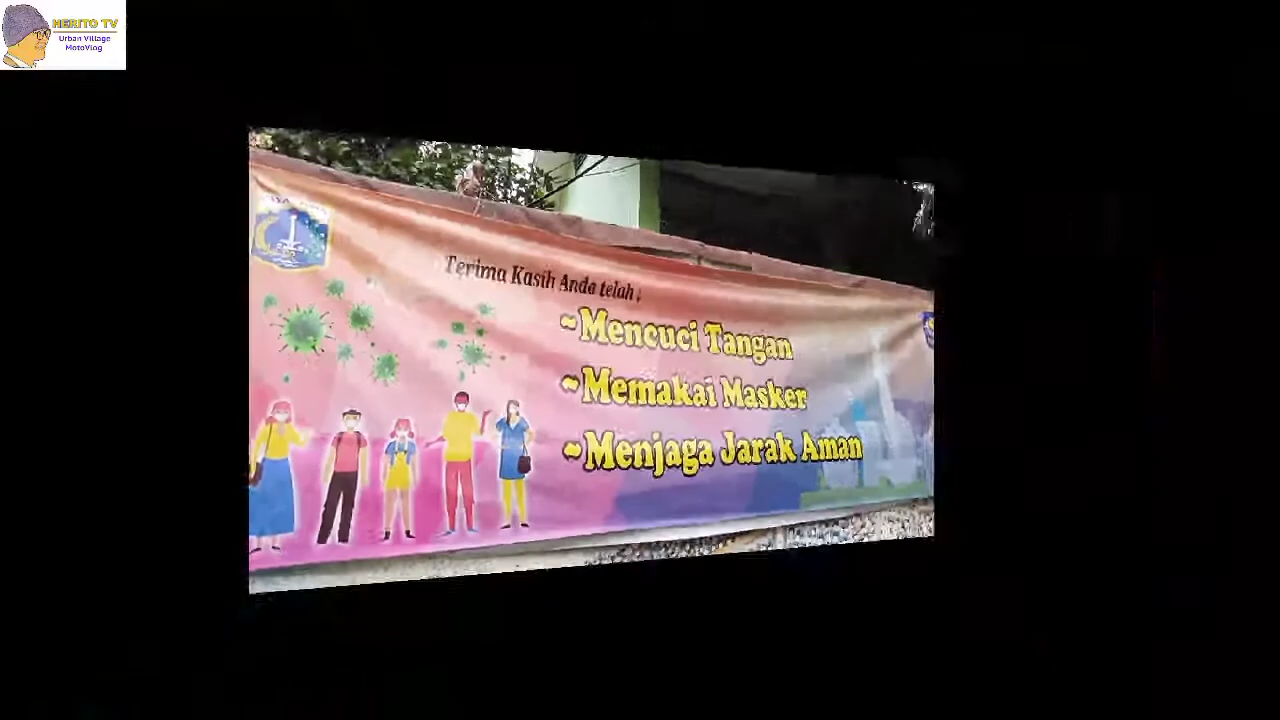 HERITO TV
Urban Village
MotoVlog
Terima Kasih Anda telah :
~Mencuci Tangan
~Memakai Masker
~Menjaga Jarak Aman